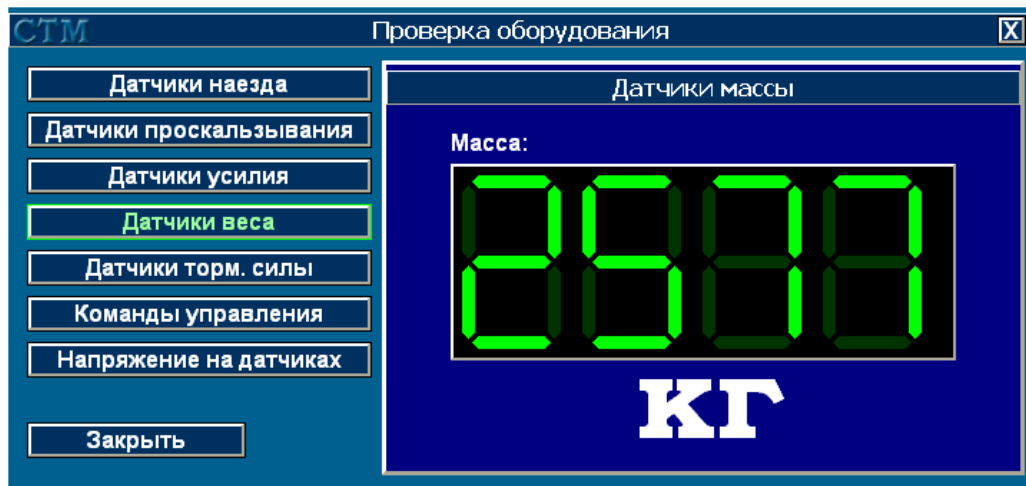 СТМ Проверка оборудования X
Датчики наезда
Датчики проскальзывания
Датчики усилия
Датчики веса
Датчики торм. силы
Команды управления
Напряжение на датчиках
Закрыть
Датчики массы
Масса:
2577
кг